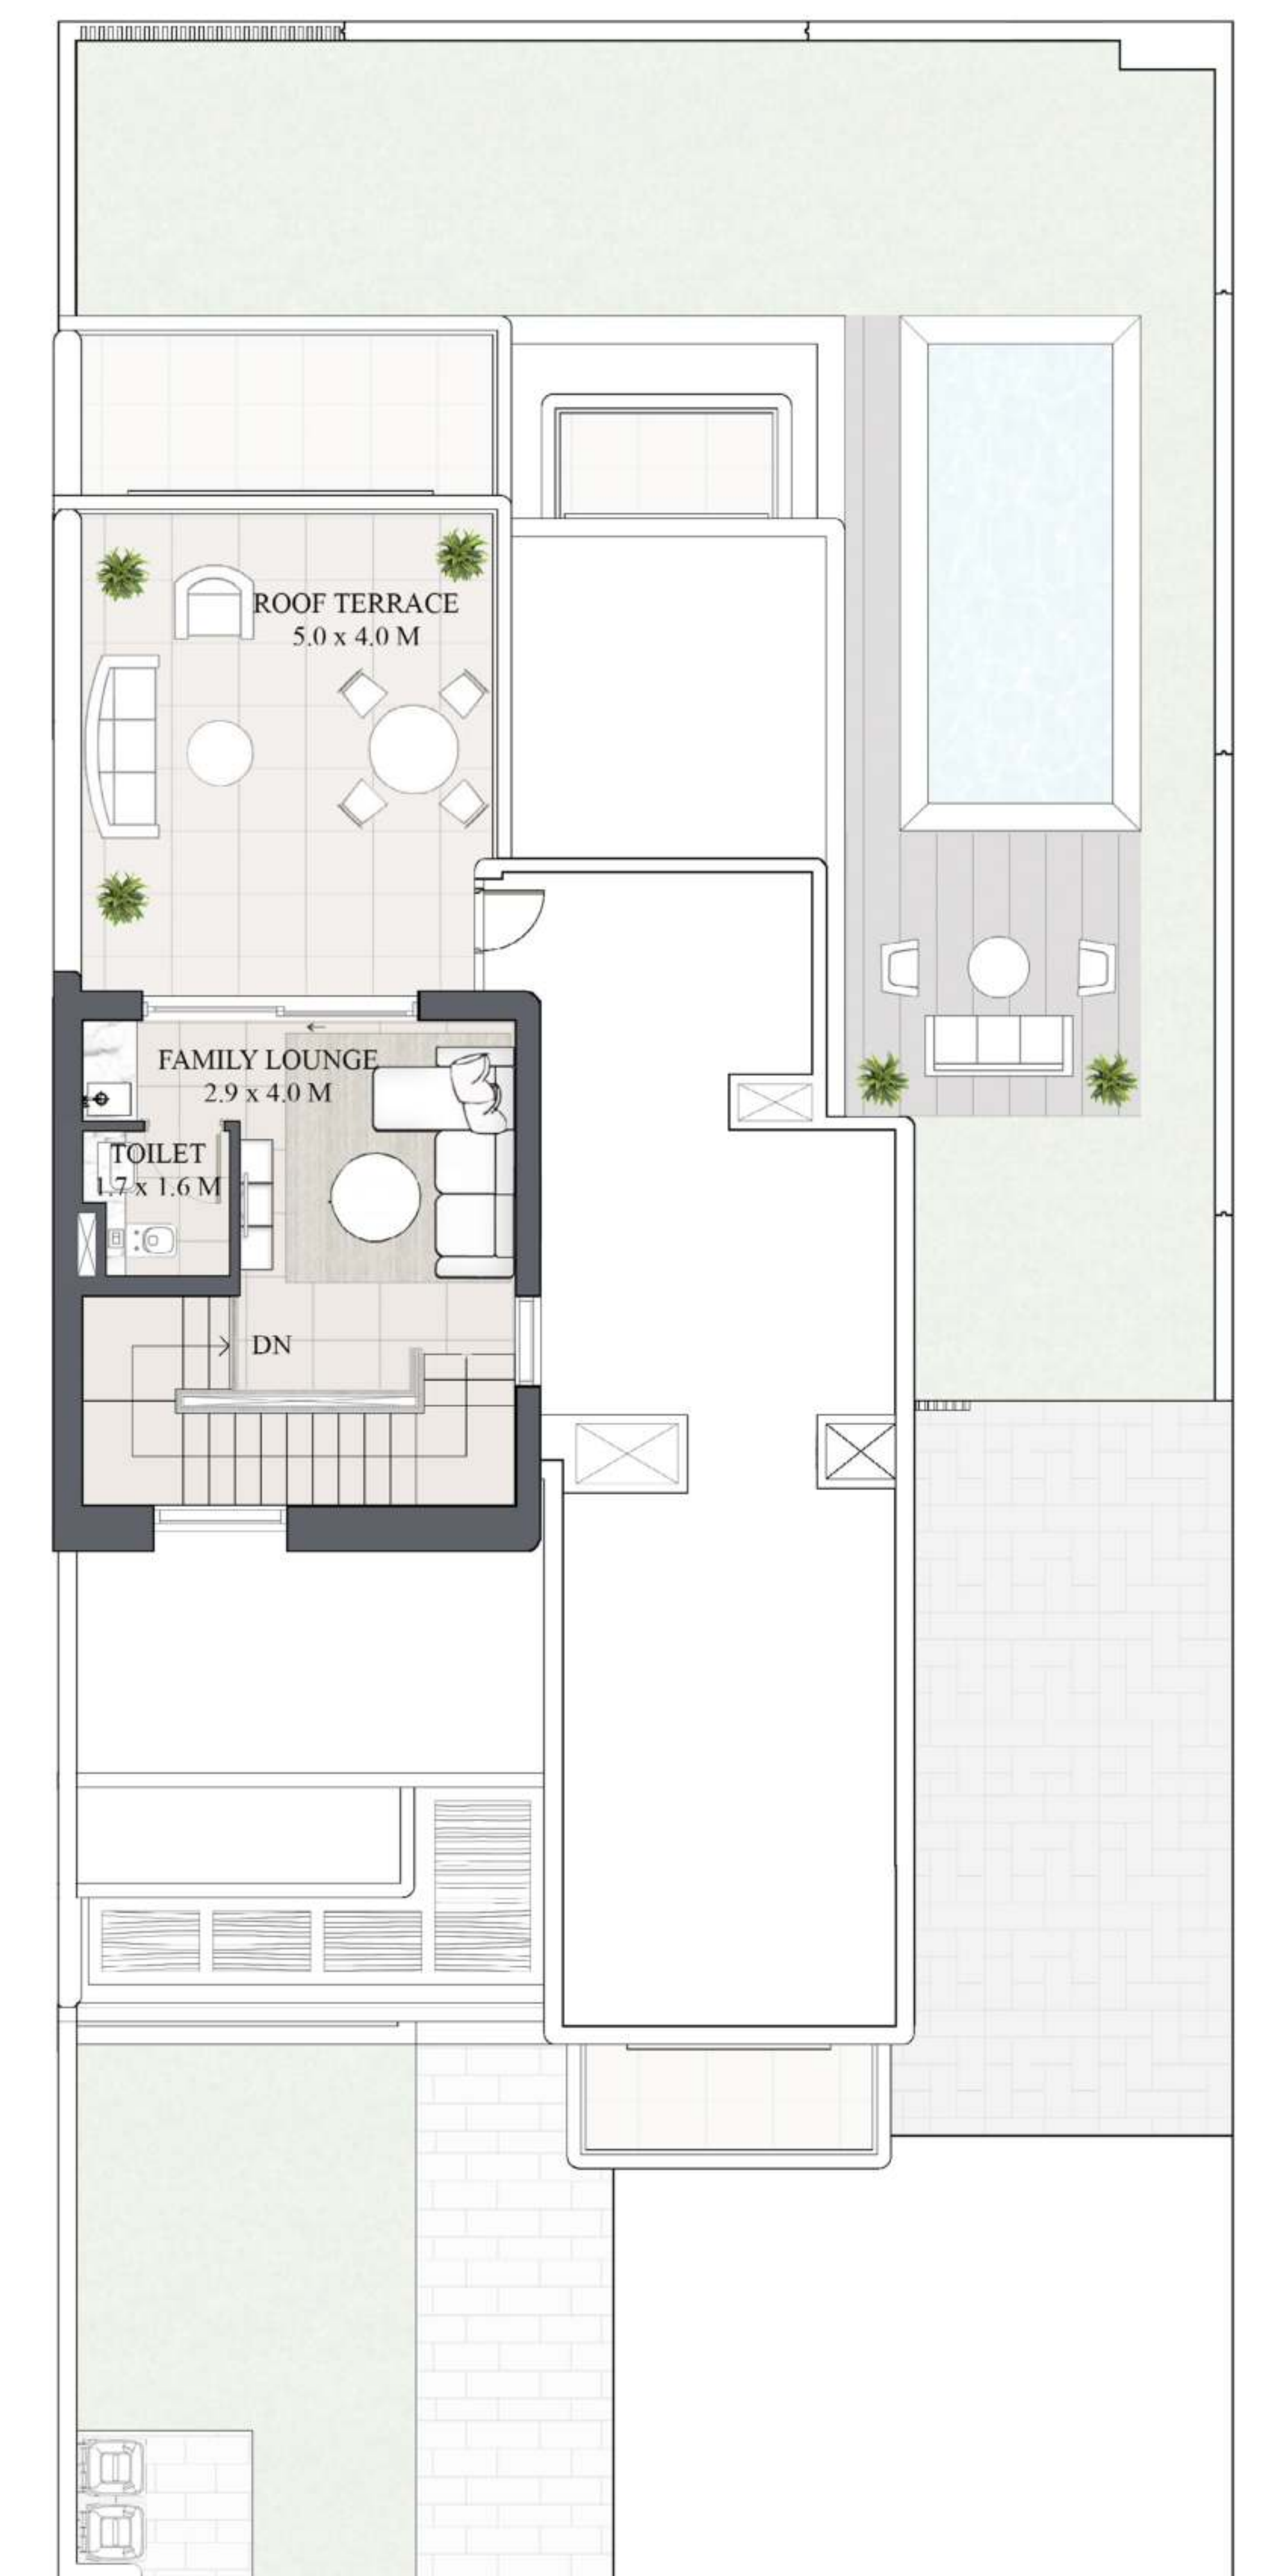 ROOF TERRACE
5.0 x 4.0 M
FAMILY LOUNGE
2.9 x 4.0 M
TOILET
1.7 x 1.6 M
DN